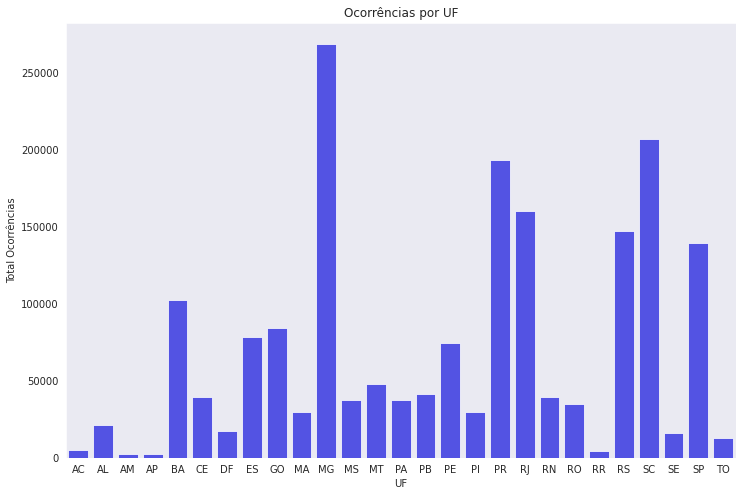 Ocorrências por UF
Total Ocorrências
250000
200000
150000
100000
50000
0
AC AL AM AP BA CE DF ES GO MA MG MS MT PA PB PE PI PR RJ RN RO RR RS SC SE SP TO
UF